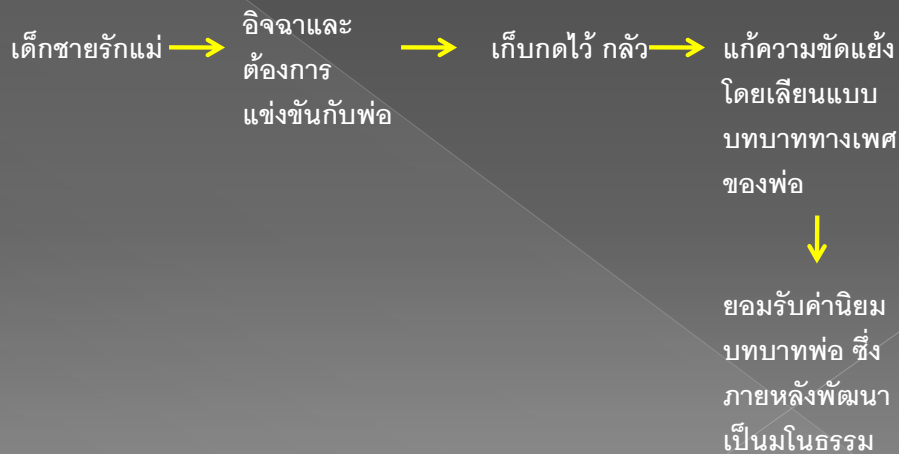 เด็กชายรักแม่
อิจฉาและ
ต้องการ
แข่งขันกับพ่อ
เก็บกดไว้ กลัว
แก้ความขัดแย้ง
โดยเลียนแบบ
บทบาททางเพศ
ของพ่อ
ยอมรับค่านิยม
บทบาทพ่อ ซึ่ง
ภายหลังพัฒนา
เป็นมโนธรรม